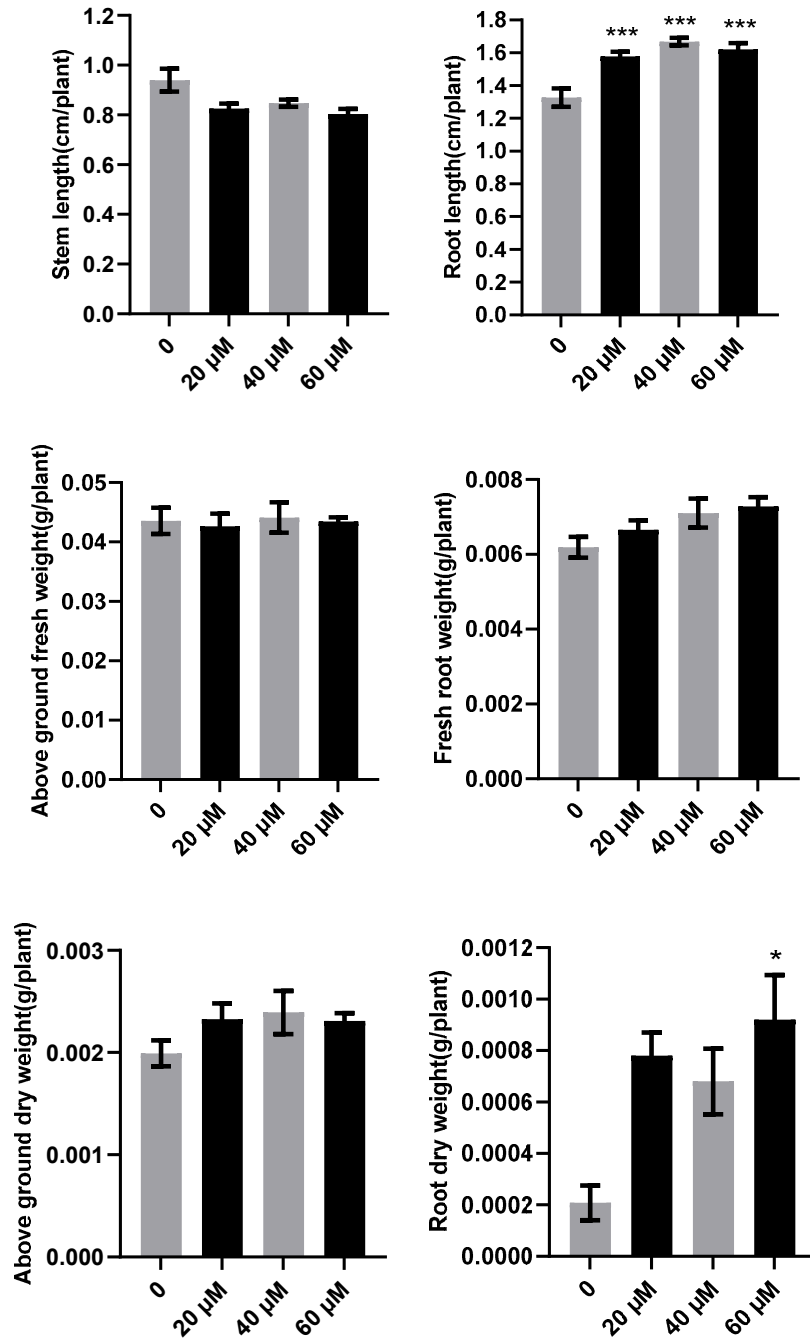 Stem length(cm/plant)
1.2
1.0
0.8
0.6
0.4
0.2
0.0
0
20 μM
40 μM
60 μM
Root length(cm/plant)
1.8
1.6
1.4
1.2
1.0
0.8
0.6
0.4
0.2
0.0
***
***
***
0
20 μM
40 μM
60 μM
Above ground fresh weight(g/plant)
0.05
0.04
0.03
0.02
0.01
0.00
0
20 μM
40 μM
60 μM
Fresh root weight(g/plant)
0.008
0.006
0.004
0.002
0.000
0
20 μM
40 μM
60 μM
Above ground dry weight(g/plant)
0.003
0.002
0.001
0.000
0
20 μM
40 μM
60 μM
Root dry weight(g/plant)
0.0012
0.0010
0.0008
0.0006
0.0004
0.0002
0.0000
*
0
20 μM
40 μM
60 μM